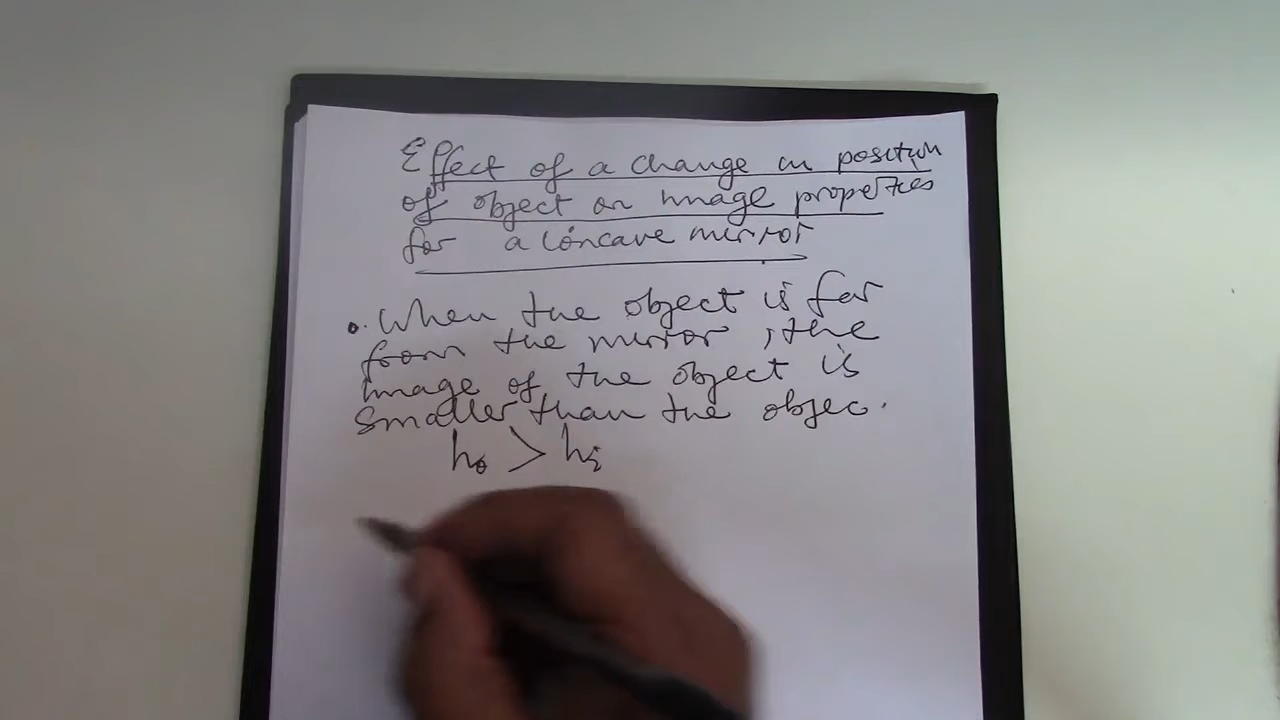 Effect of a change in position
of object on image properties
for a concave mirror
• When the object is far
from the mirror, the
image of the object is
smaller than the objec.
ho > hi